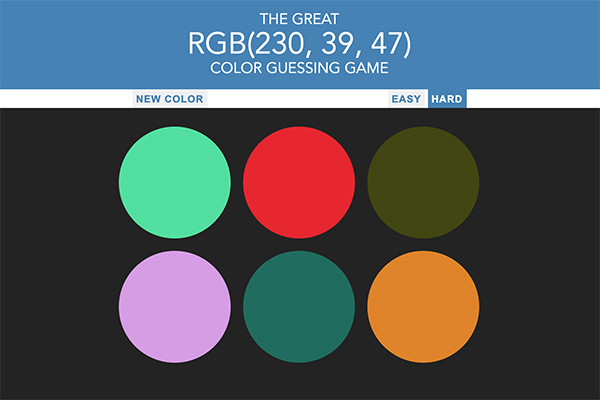 THE GREAT
RGB(230, 39, 47)
COLOR GUESSING GAME
NEW COLOR EASY HARD